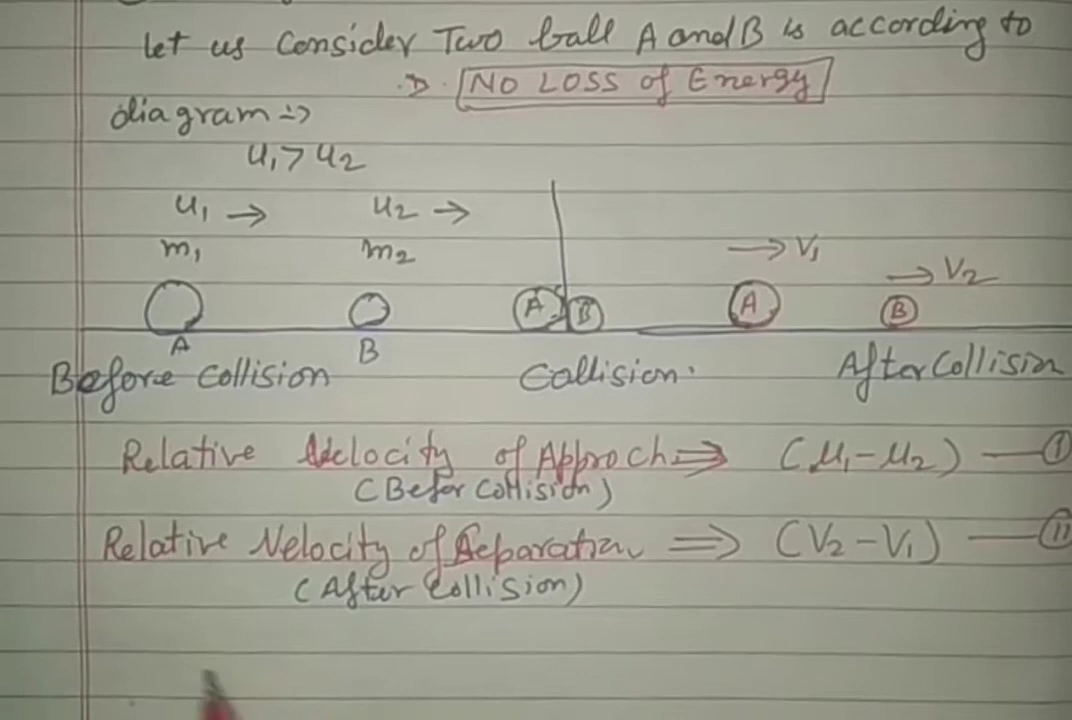 let us Consider Two ball A and B is according to
NO LOSS of Energy
diagram =>
u₁ > u₂
u₁ → u₂ →
m₁ m₂
→ V₁
→ V₂
A B A B
A B
Before Collision Collision. After Collision
Relative Velocity of Approch => (u₁-u₂) — I
(Befor Collision)
Relative Velocity of Separation => (V₂-V₁) — II
(After Collision)